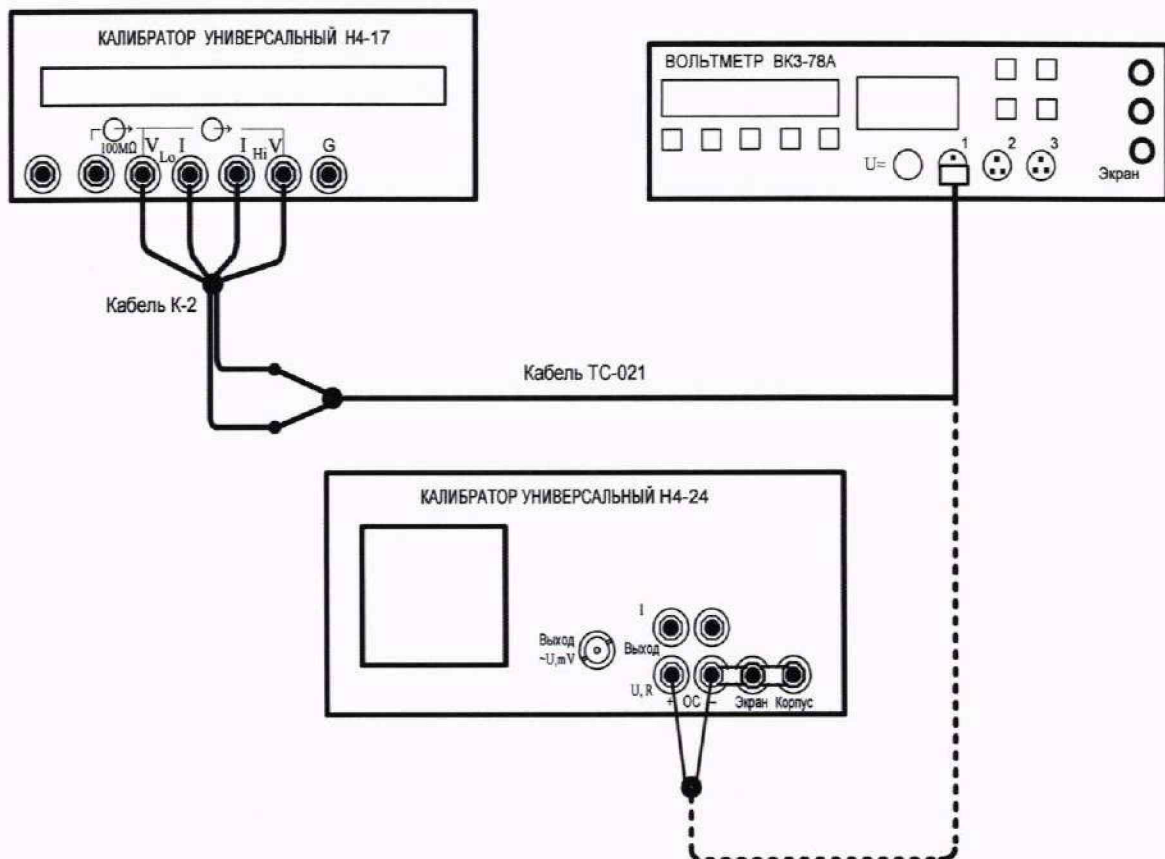 КАЛИБРАТОР УНИВЕРСАЛЬНЫЙ Н4-17
100МΩ
V Lo I
I Hi V
G
ВОЛЬТМЕТР ВК3-78А
U=
1
2
3
Экран
Кабель К-2
Кабель ТС-021
КАЛИБРАТОР УНИВЕРСАЛЬНЫЙ Н4-24
I
Выход
~U,mV
Выход
U, R
+ ОС –
Экран
Корпус